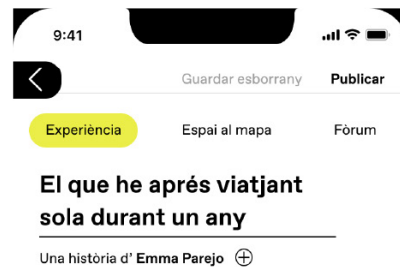 9:41
Guardar esborrany Publicar
Experiència Espai al mapa Fòrum
El que he aprés viatjant
sola durant un any
Una història d' Emma Parejo